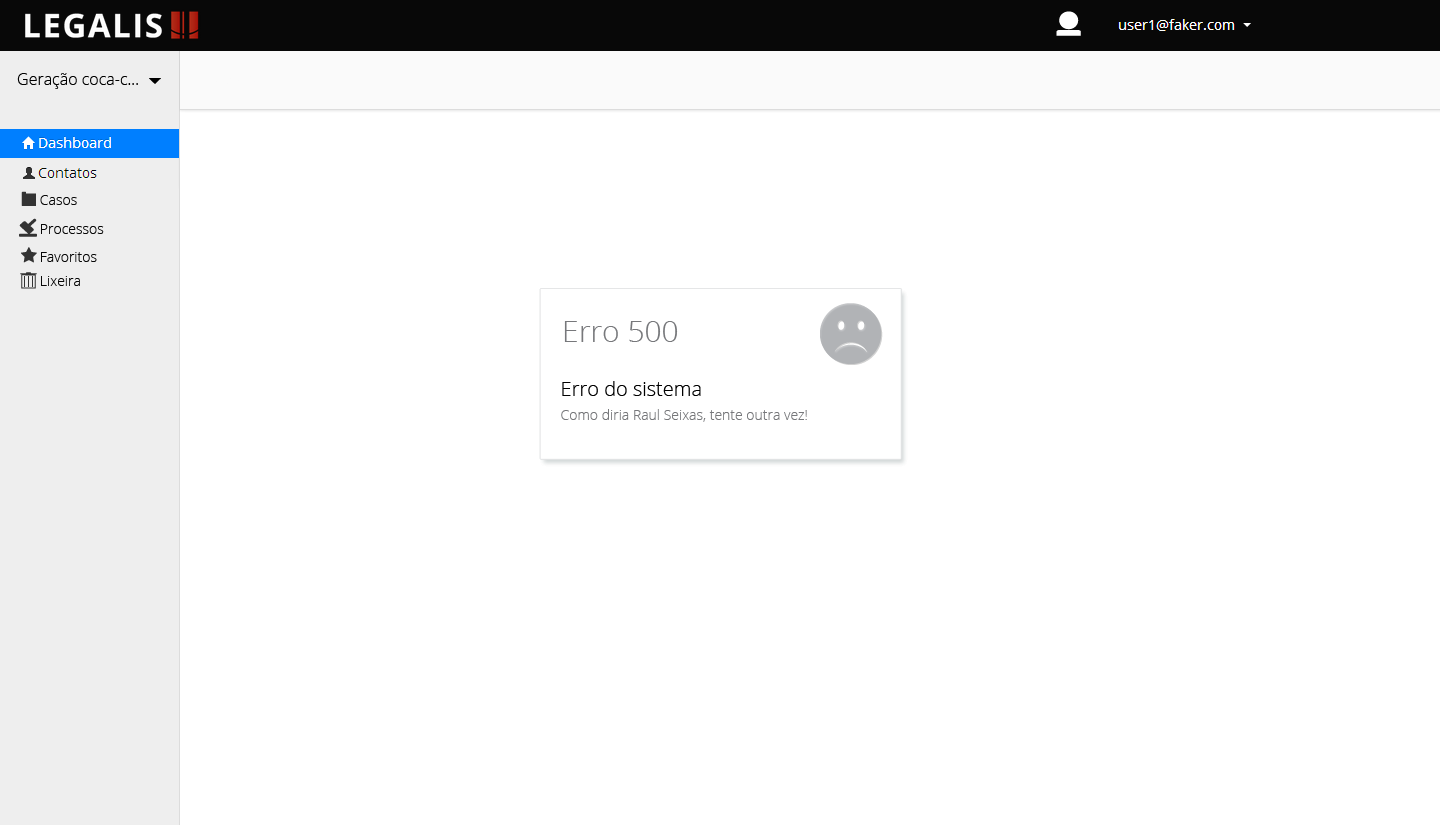 LEGALIS
user1@faker.com
Geração coca-c...
Dashboard
Contatos
Casos
Processos
Favoritos
Lixeira
Erro 500
Erro do sistema
Como diria Raul Seixas, tente outra vez!